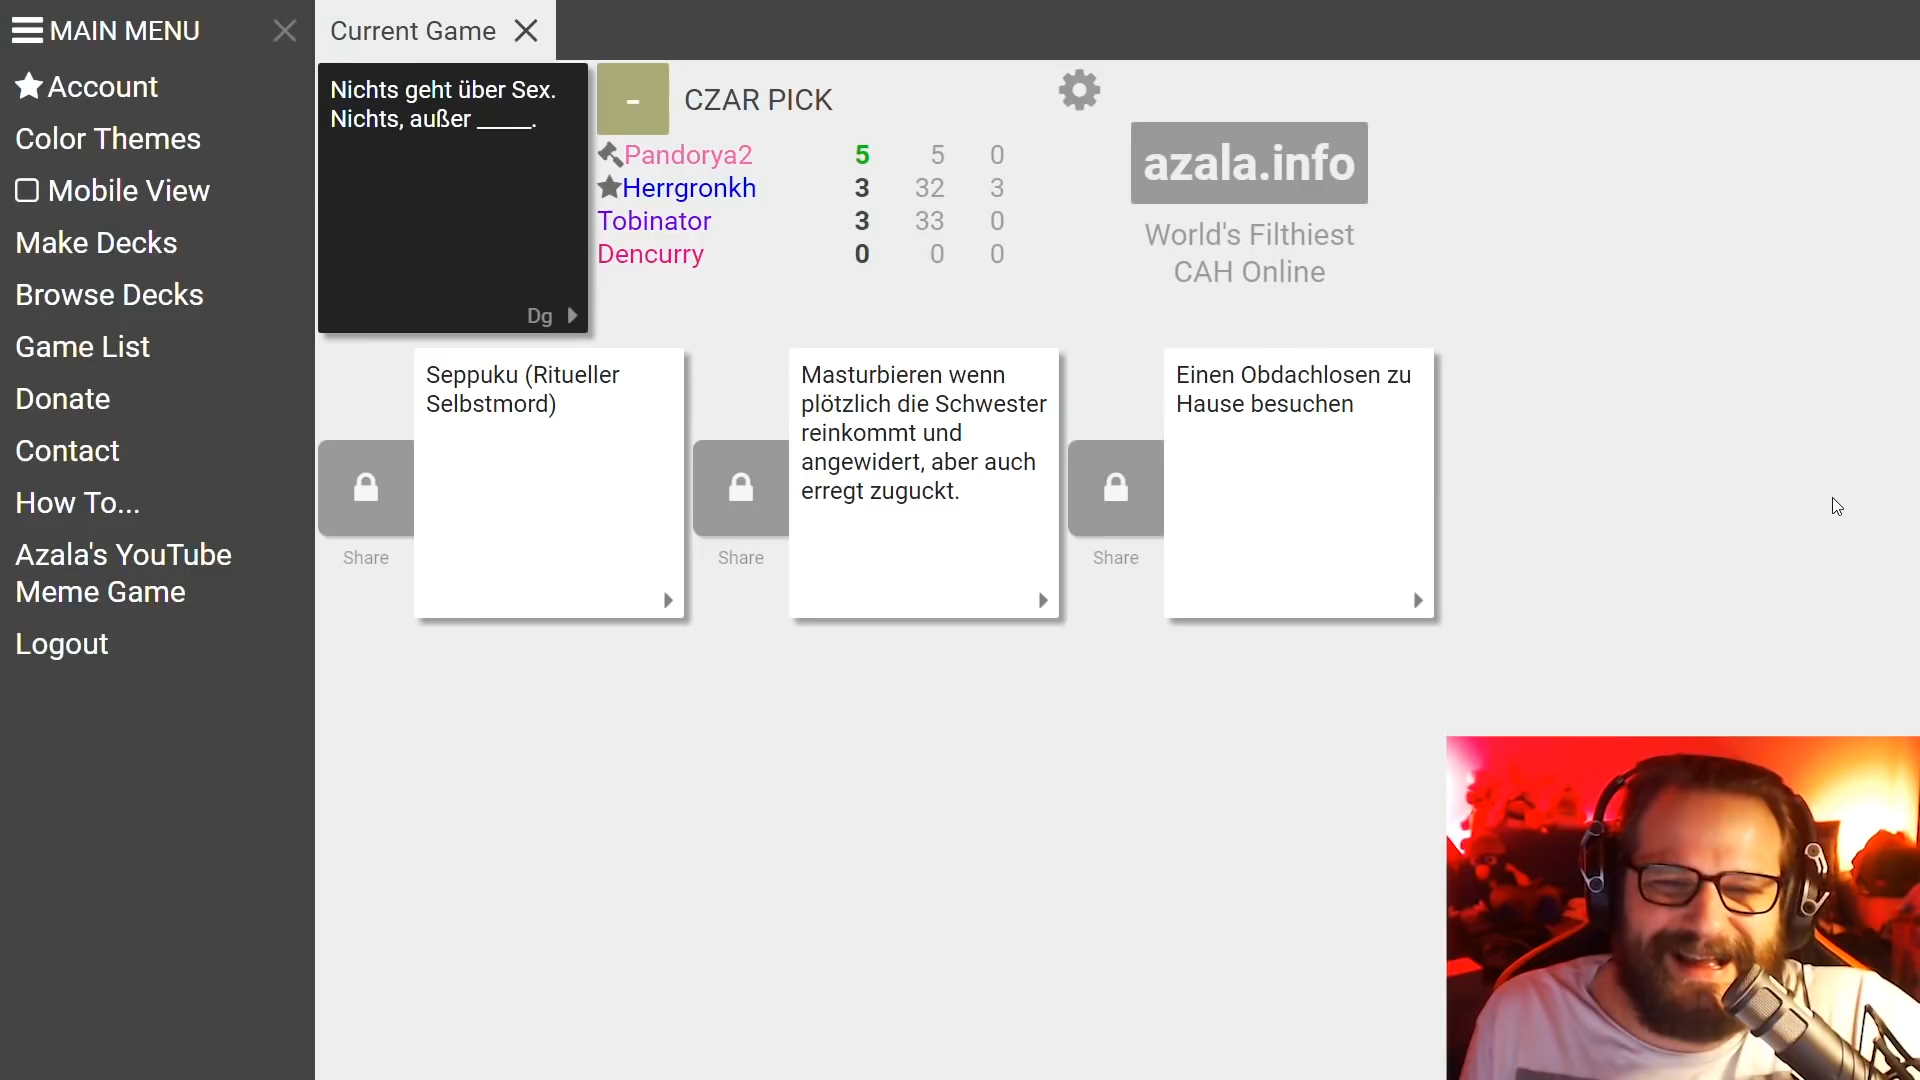 MAIN MENU
Account
Color Themes
Mobile View
Make Decks
Browse Decks
Game List
Donate
Contact
How To...
Azala's YouTube
Meme Game
Logout
Current Game
Nichts geht über Sex.
Nichts, außer _____.
Dg
-
CZAR PICK
Pandorya2 5 5 0
Herrgronkh 3 32 3
Tobinator 3 33 0
Dencurry 0 0 0
azala.info
World's Filthiest
CAH Online
Share
Seppuku (Ritueller
Selbstmord)
Share
Masturbieren wenn
plötzlich die Schwester
reinkommt und
angewidert, aber auch
erregt zuguckt.
Share
Einen Obdachlosen zu
Hause besuchen